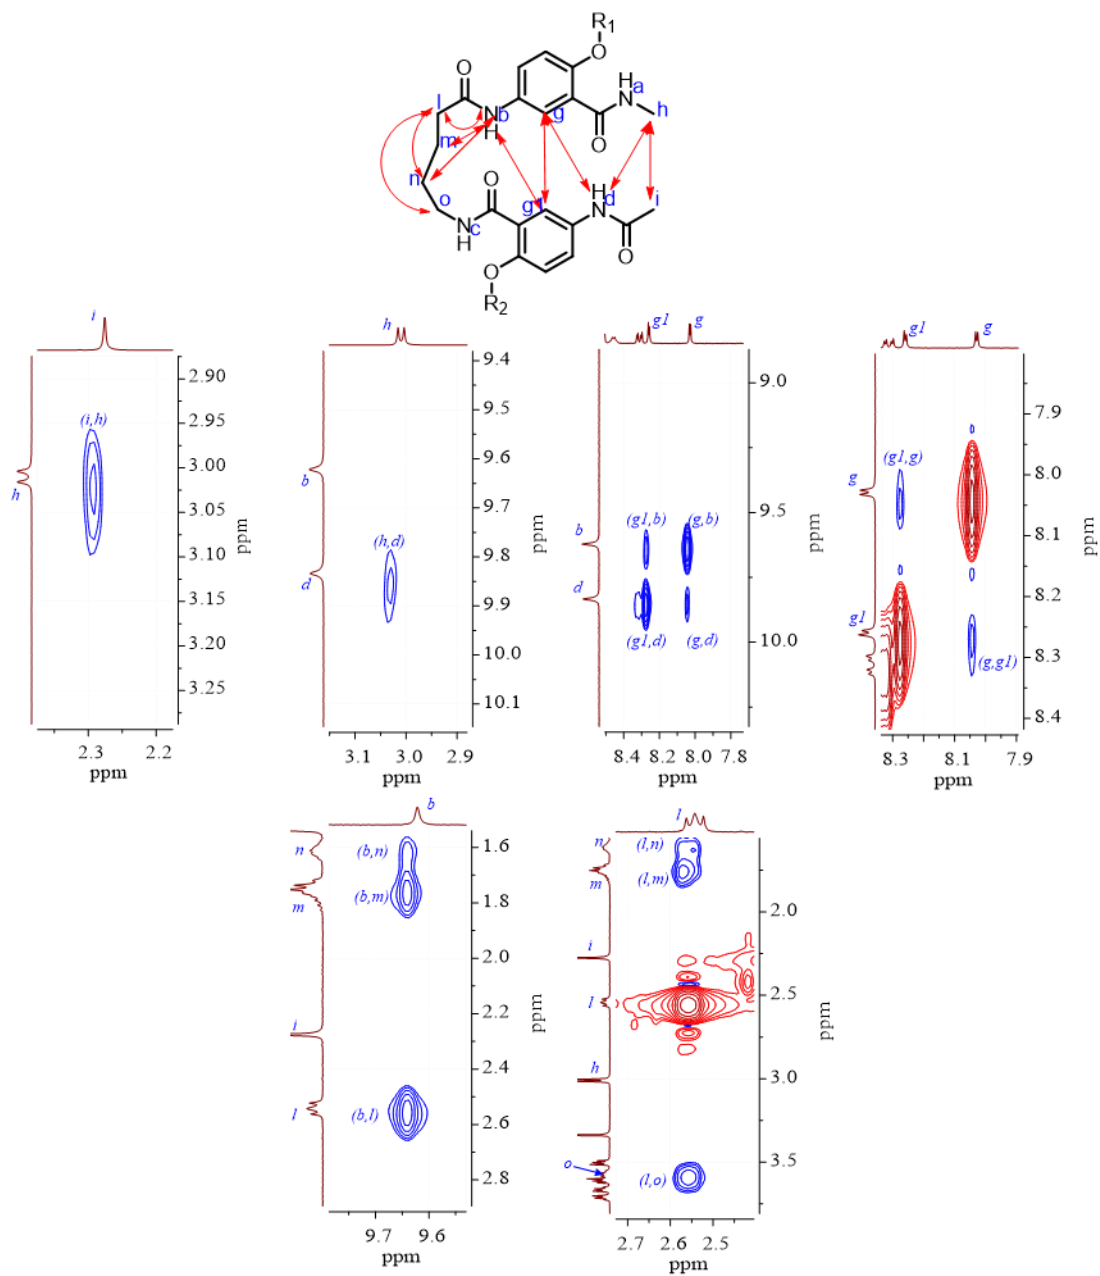 R1
O
O
H
N a
h
l
N b
H
g
O
m
n
O
H
g1
N d
i
o
N c
H
O
O
R2
i
2.90
2.95
3.00
3.05
3.10
3.15
3.20
3.25
ppm
(i,h)
h
2.3 2.2
ppm
h
9.4
9.5
9.6
9.7
9.8
9.9
10.0
10.1
ppm
b
(h,d)
d
3.1 3.0 2.9
ppm
g1 g
9.0
9.5
10.0
ppm
(g1,b) (g,b)
b
d
(g1,d) (g,d)
8.4 8.2 8.0 7.8
ppm
g1 g
7.9
8.0
8.1
8.2
8.3
8.4
ppm
(g1,g)
g
g1
(g,g1)
8.3 8.1 7.9
ppm
b
n (b,n) 1.6
m (b,m) 1.8
2.0
i 2.2
2.4
l (b,l) 2.6
2.8
ppm
9.7 9.6
ppm
l
n (l,n)
m (l,m)
2.0
i
l 2.5
h 3.0
o (l,o) 3.5
ppm
2.7 2.6 2.5
ppm